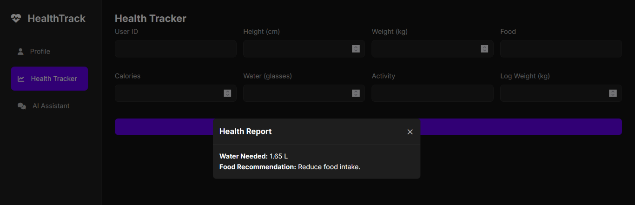 HealthTrack
Profile
Health Tracker
AI Assistant
Health Tracker
User ID
Height (cm)
Weight (kg)
Food
Calories
Water (glasses)
Activity
Log Weight (kg)
Health Report
×
Water Needed: 1.65 L
Food Recommendation: Reduce food intake.